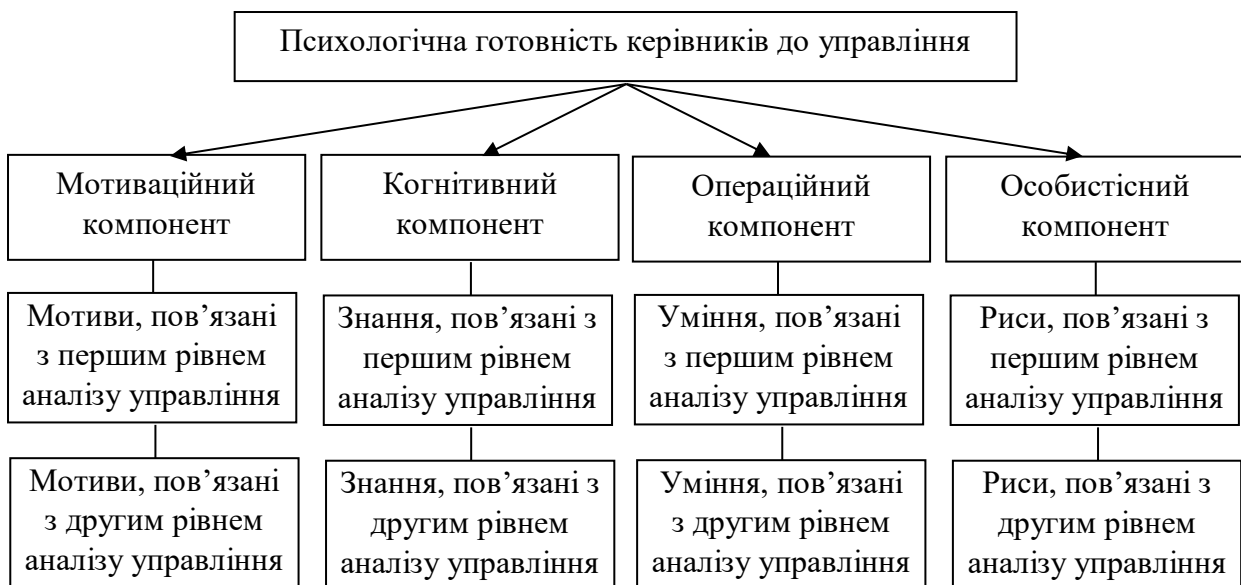 Психологічна готовність керівників до управління
Мотиваційний
компонент
Когнітивний
компонент
Операційний
компонент
Особистісний
компонент
Мотиви, пов’язані
з першим рівнем
аналізу управління
Знання, пов’язані з
першим рівнем
аналізу управління
Уміння, пов’язані
з першим рівнем
аналізу управління
Риси, пов’язані з
першим рівнем
аналізу управління
Мотиви, пов’язані
з другим рівнем
аналізу управління
Знання, пов’язані з
другим рівнем
аналізу управління
Уміння, пов’язані
з другим рівнем
аналізу управління
Риси, пов’язані з
другим рівнем
аналізу управління